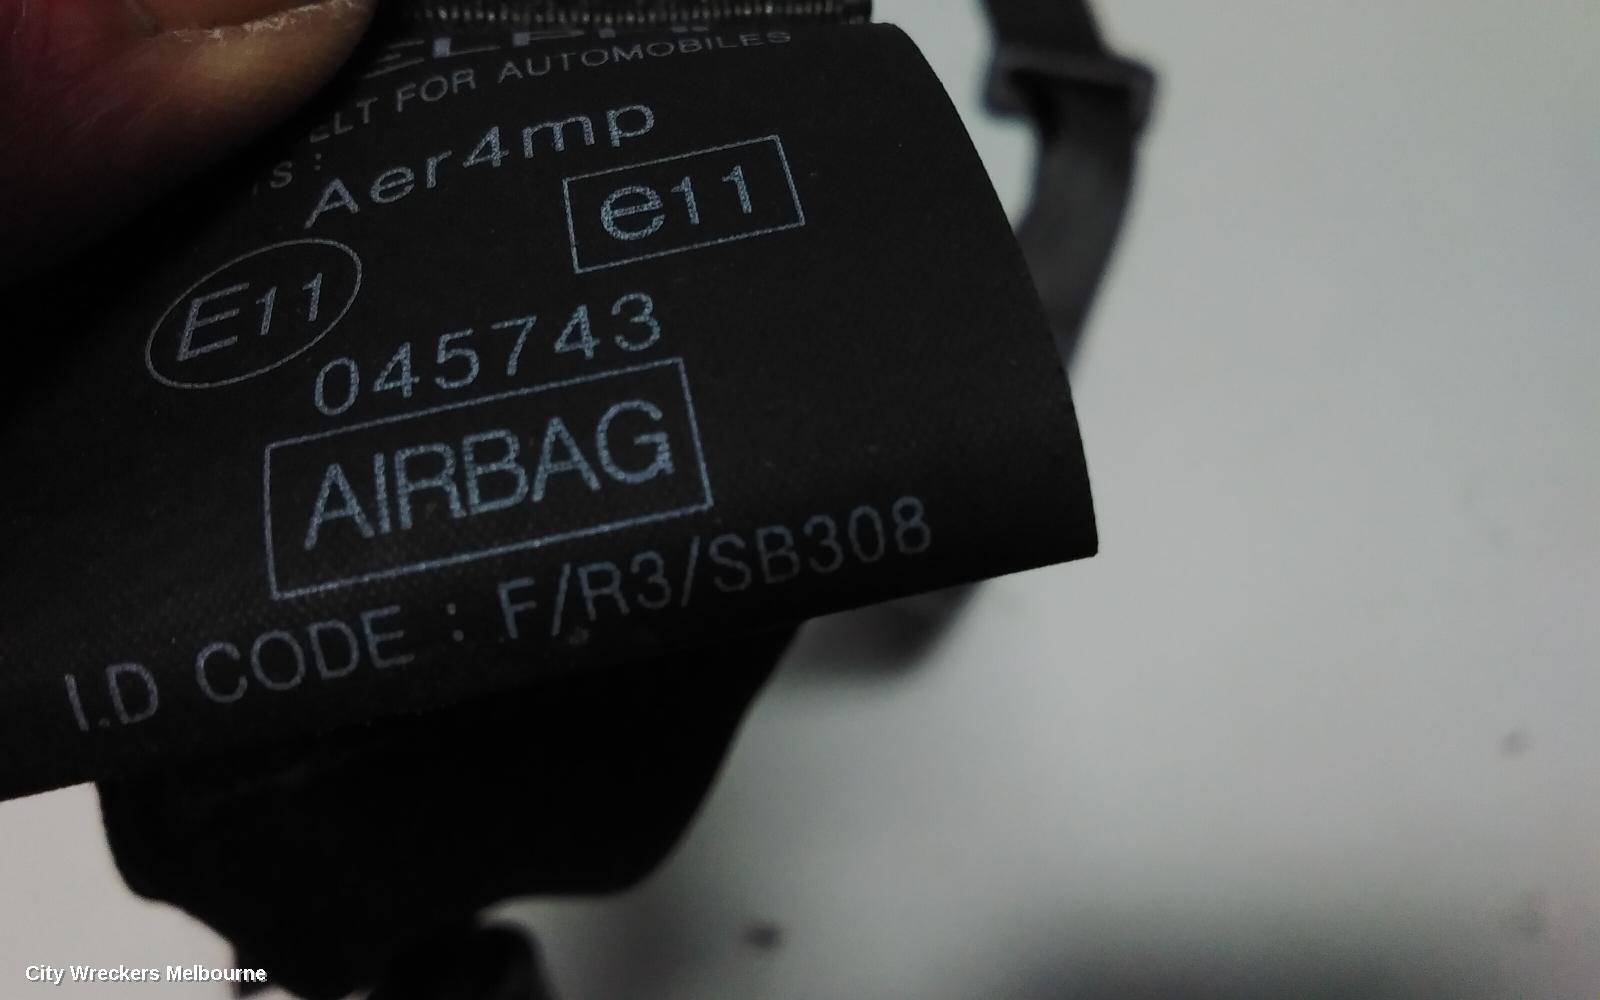 FOR AUTOMOBILES
Aer4mp
e11
E11
045743
AIRBAG
I.D CODE : F/R3/SB308
City Wreckers Melbourne